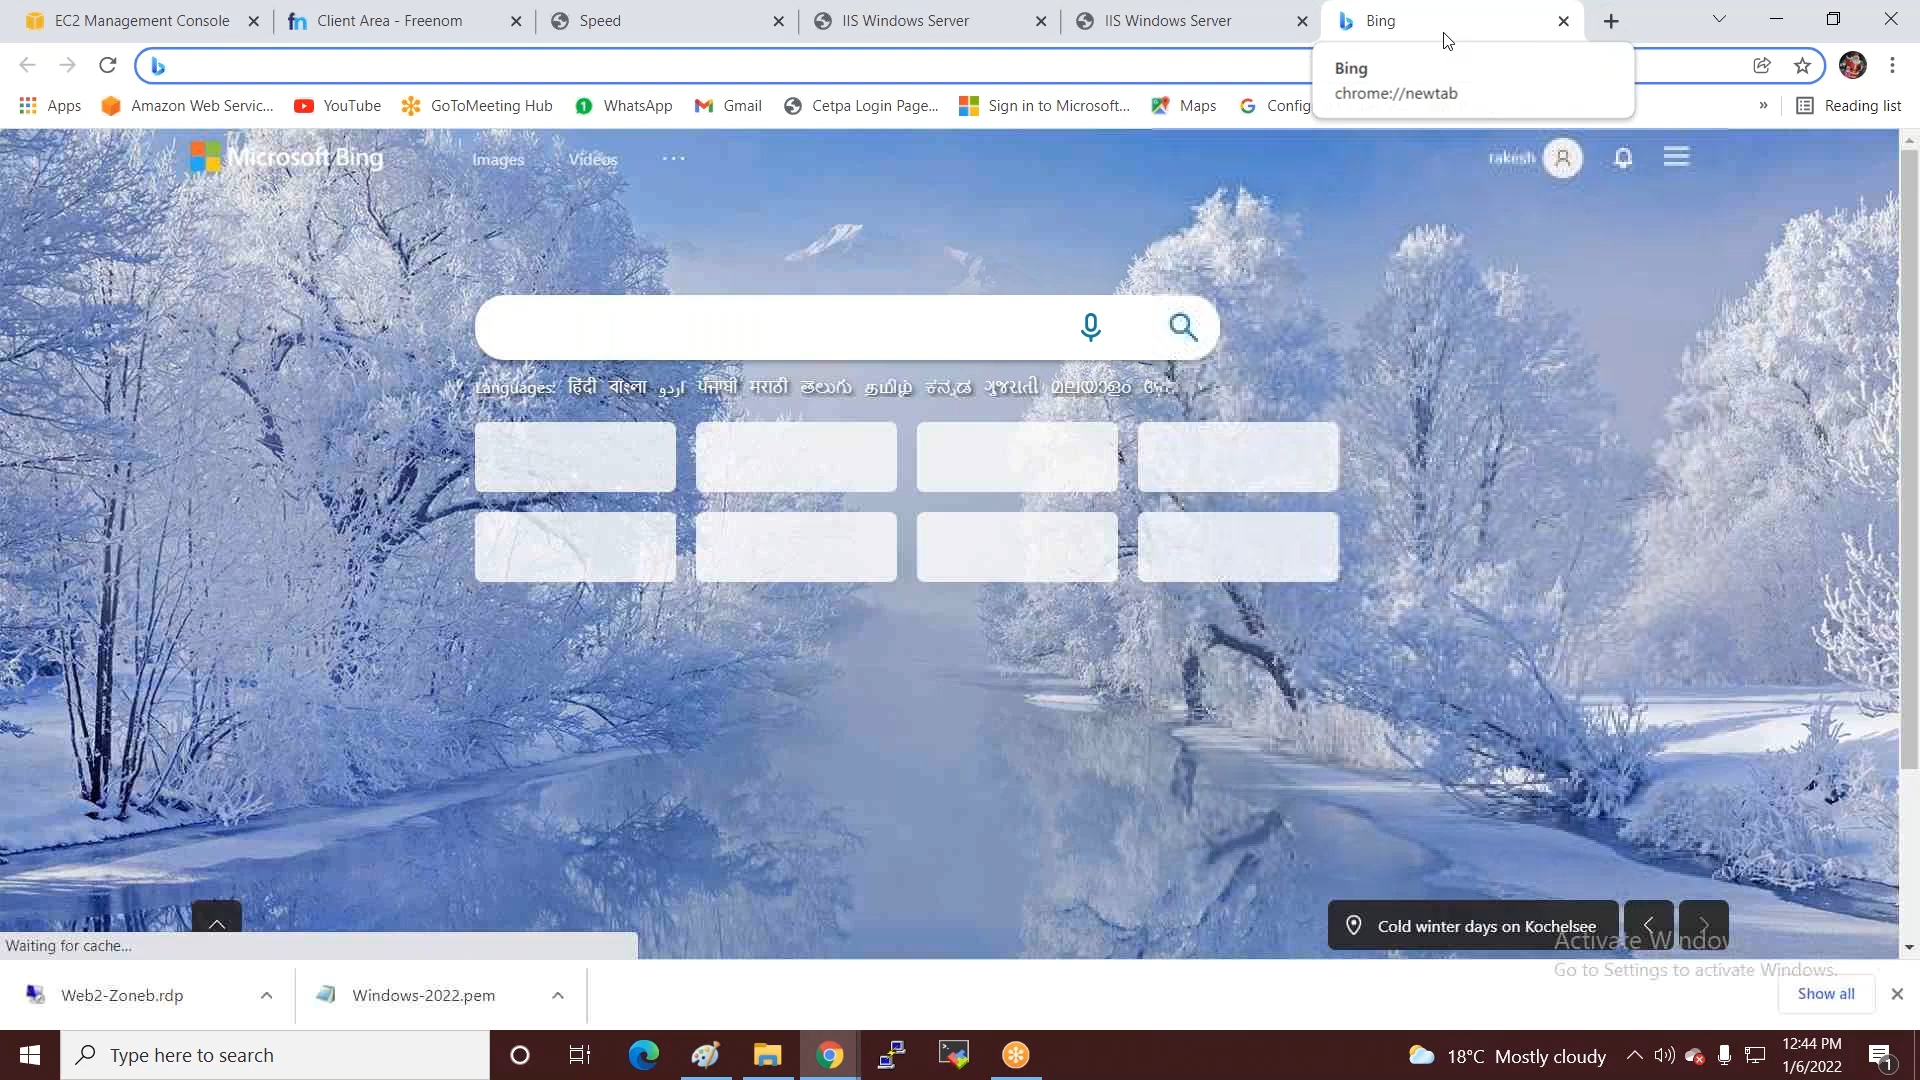 EC2 Management Console
Client Area - Freenom
Speed
IIS Windows Server
IIS Windows Server
Bing
Bing
chrome://newtab
Apps
Amazon Web Servic...
YouTube
GoToMeeting Hub
WhatsApp
Gmail
Cetpa Login Page...
Sign in to Microsoft...
Maps
Config
»
Reading list
Microsoft Bing
Images
Videos
rakesh
Languages: हिंदी বাংলা اردو ਪੰਜਾਬੀ मराठी తెలుగు தமிழ் ಕನ್ನಡ ગુજરાતી മലയാളം
Cold winter days on Kochelsee
Activate Window
Go to Settings to activate Windows.
Waiting for cache...
Web2-Zoneb.rdp
Windows-2022.pem
Show all
Type here to search
18°C Mostly cloudy
12:44 PM
1/6/2022
1